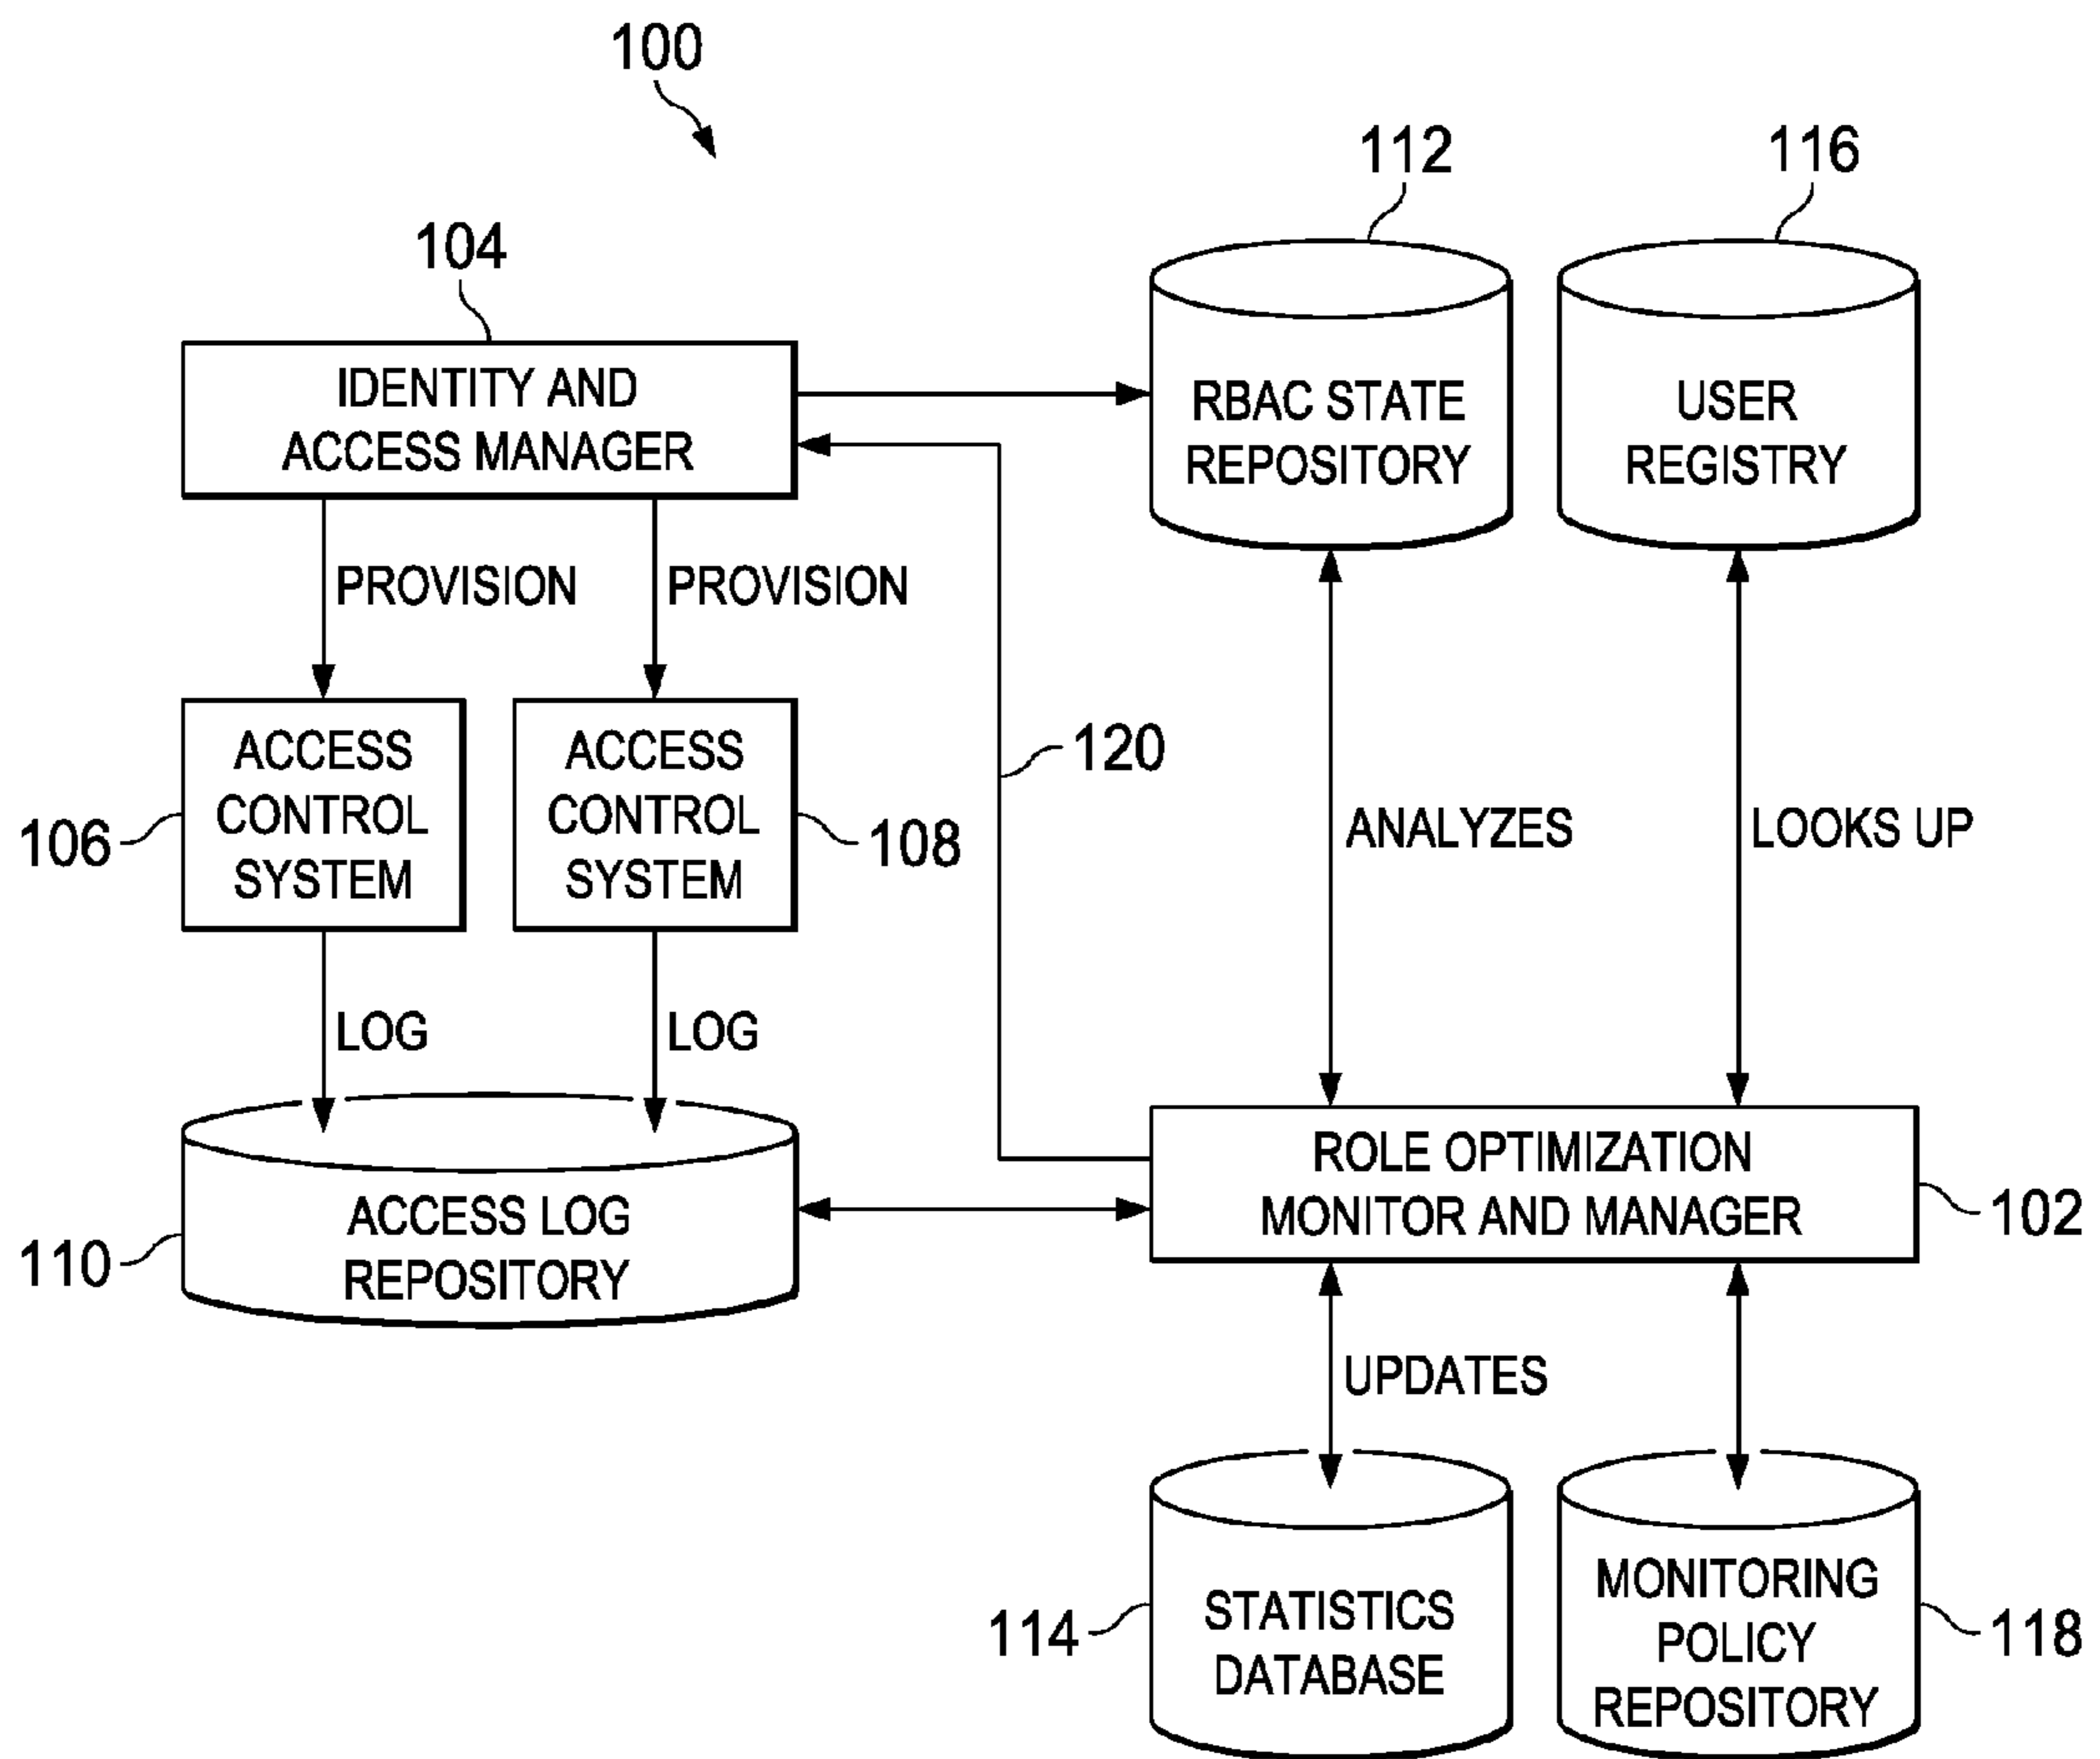 100
112
116
104
IDENTITY AND
ACCESS MANAGER
RBAC STATE
REPOSITORY
USER
REGISTRY
PROVISION
PROVISION
ACCESS
CONTROL
SYSTEM
ACCESS
CONTROL
SYSTEM
106
108
120
ANALYZES
LOOKS UP
LOG
LOG
ACCESS LOG
REPOSITORY
110
ROLE OPTIMIZATION
MONITOR AND MANAGER
102
UPDATES
STATISTICS
DATABASE
114
MONITORING
POLICY
REPOSITORY
118